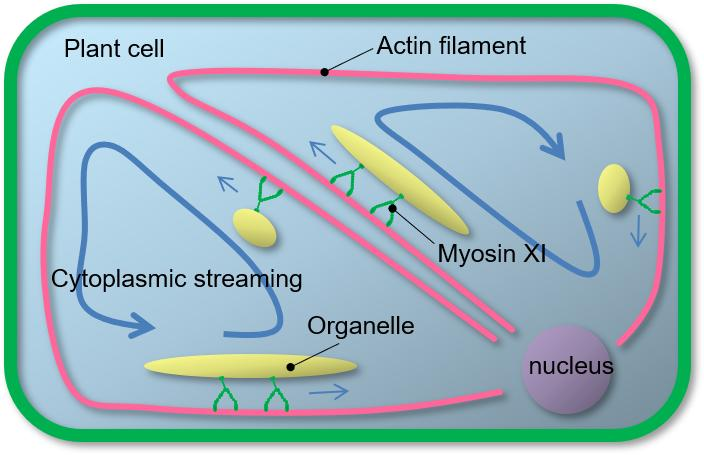 Plant cell
Actin filament
Myosin XI
Cytoplasmic streaming
Organelle
nucleus